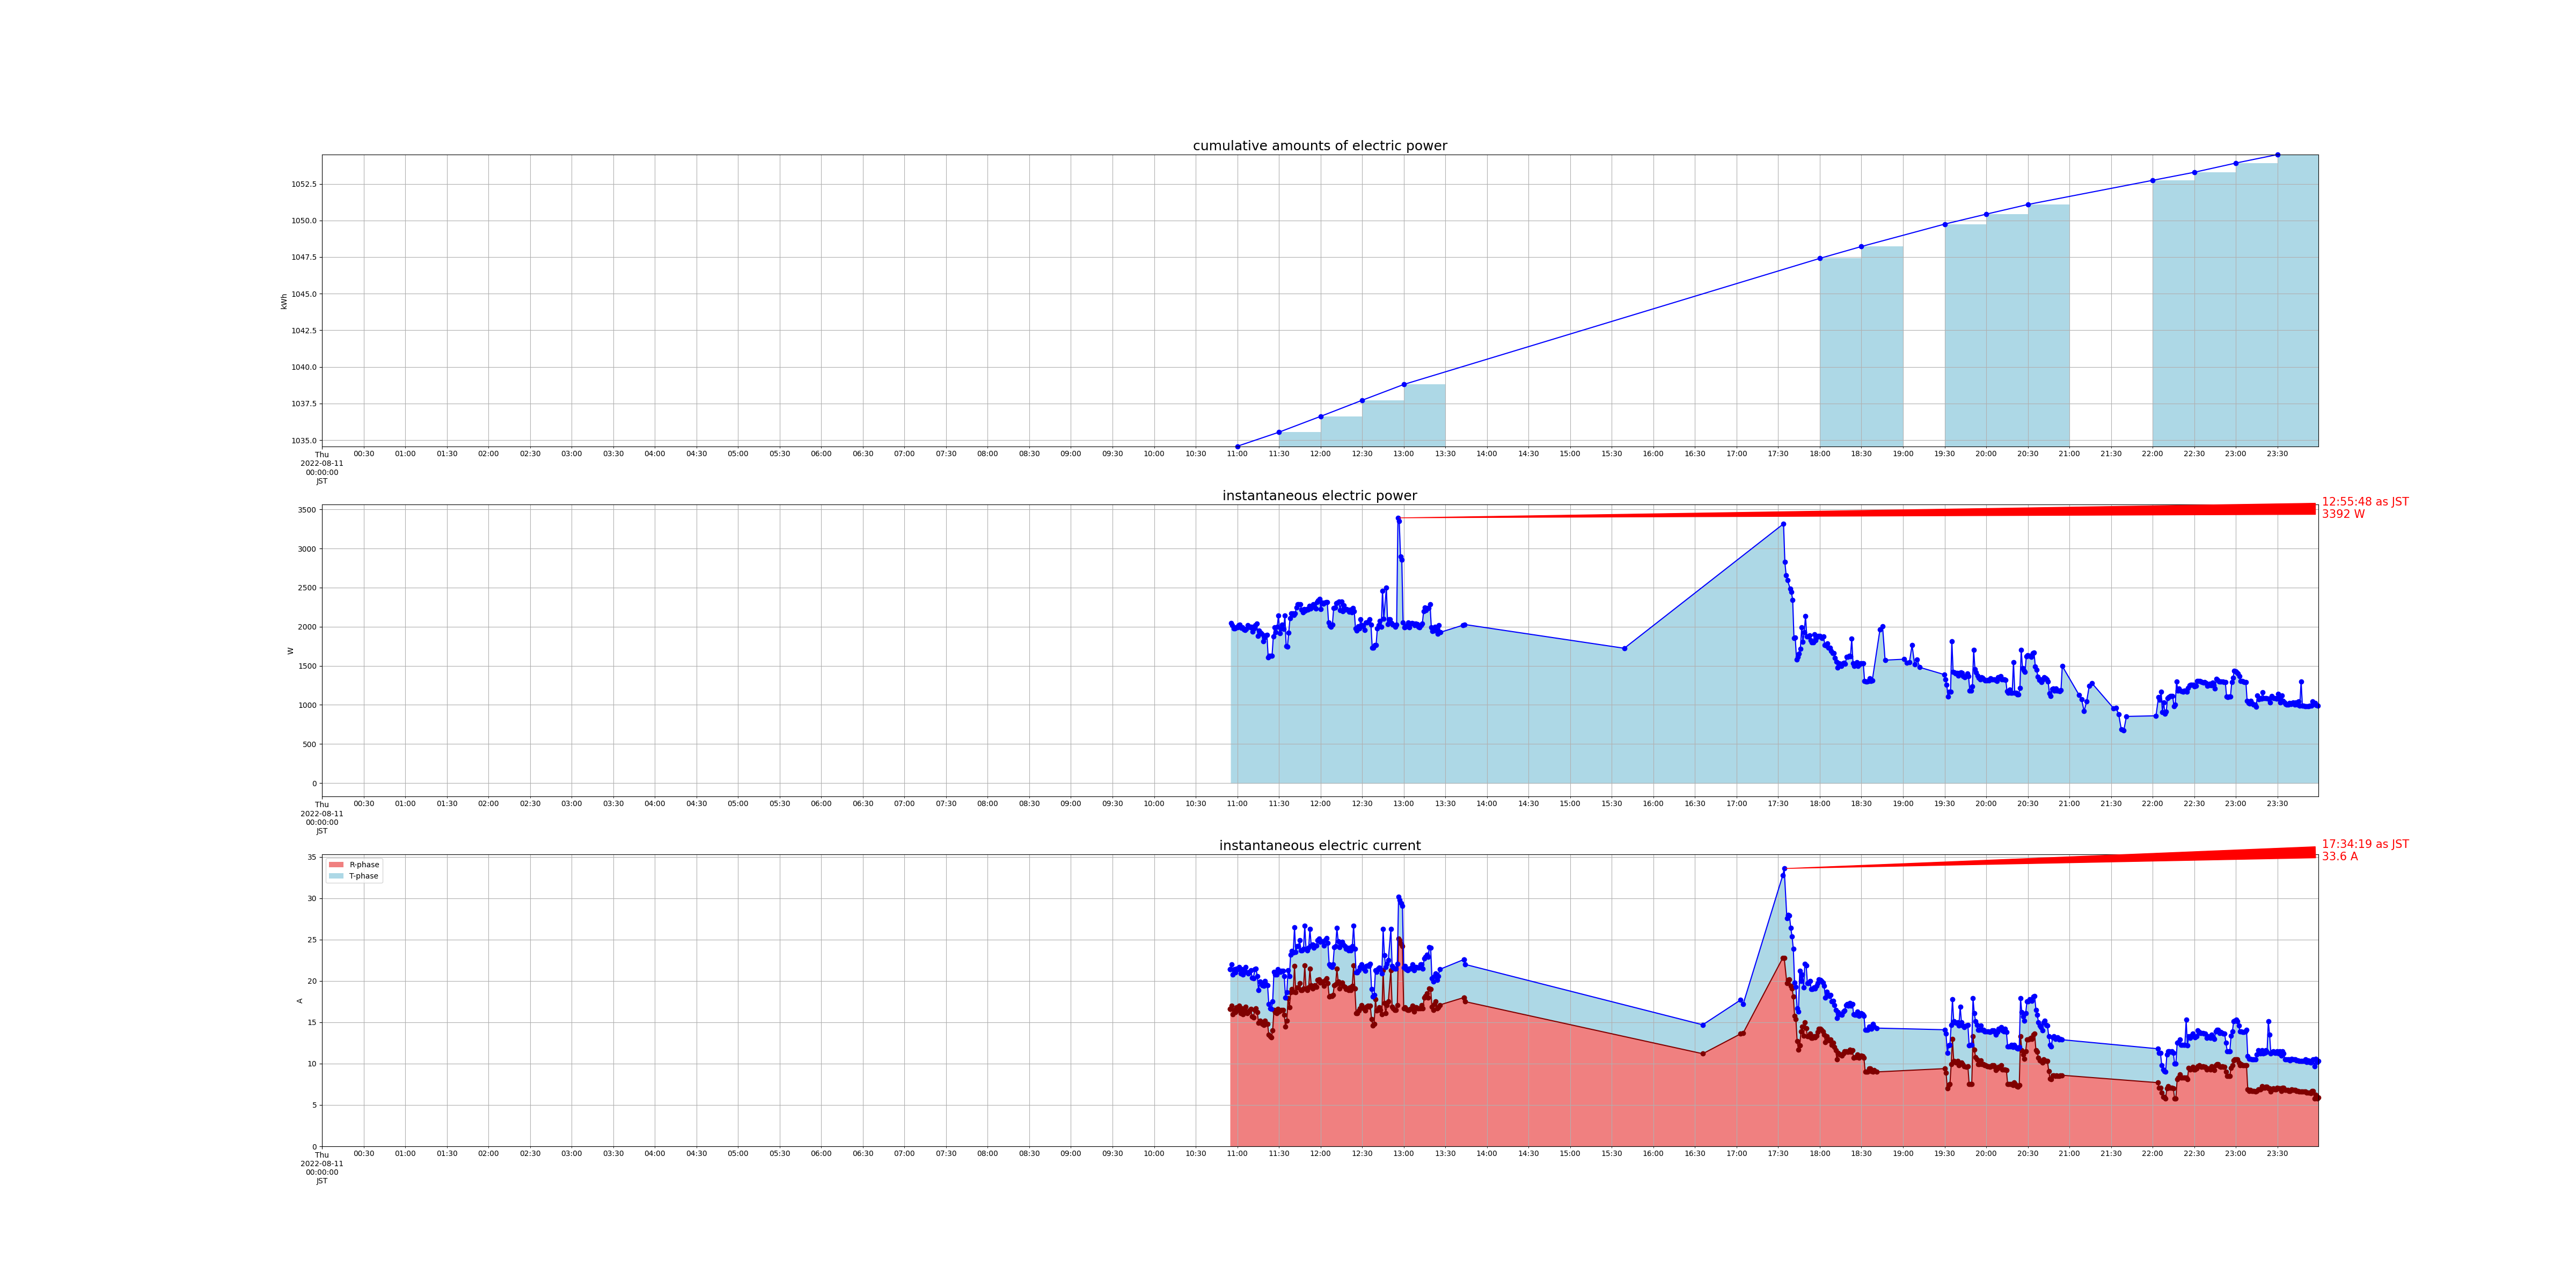 cumulative amounts of electric power
1052.5
1050.0
1047.5
1045.0
1042.5
1040.0
1037.5
1035.0
kWh
00:30 01:00 01:30 02:00 02:30 03:00 03:30 04:00 04:30 05:00 05:30 06:00 06:30 07:00 07:30 08:00 08:30 09:00 09:30 10:00 10:30 11:00 11:30 12:00 12:30 13:00 13:30 14:00 14:30 15:00 15:30 16:00 16:30 17:00 17:30 18:00 18:30 19:00 19:30 20:00 20:30 21:00 21:30 22:00 22:30 23:00 23:30
Thu
2022-08-11
00:00:00
JST
instantaneous electric power
12:55:48 as JST
3392 W
3500
3000
2500
2000
1500
1000
500
0
W
00:30 01:00 01:30 02:00 02:30 03:00 03:30 04:00 04:30 05:00 05:30 06:00 06:30 07:00 07:30 08:00 08:30 09:00 09:30 10:00 10:30 11:00 11:30 12:00 12:30 13:00 13:30 14:00 14:30 15:00 15:30 16:00 16:30 17:00 17:30 18:00 18:30 19:00 19:30 20:00 20:30 21:00 21:30 22:00 22:30 23:00 23:30
Thu
2022-08-11
00:00:00
JST
instantaneous electric current
17:34:19 as JST
33.6 A
R-phase
T-phase
35
30
25
20
15
10
5
0
A
00:30 01:00 01:30 02:00 02:30 03:00 03:30 04:00 04:30 05:00 05:30 06:00 06:30 07:00 07:30 08:00 08:30 09:00 09:30 10:00 10:30 11:00 11:30 12:00 12:30 13:00 13:30 14:00 14:30 15:00 15:30 16:00 16:30 17:00 17:30 18:00 18:30 19:00 19:30 20:00 20:30 21:00 21:30 22:00 22:30 23:00 23:30
Thu
2022-08-11
00:00:00
JST